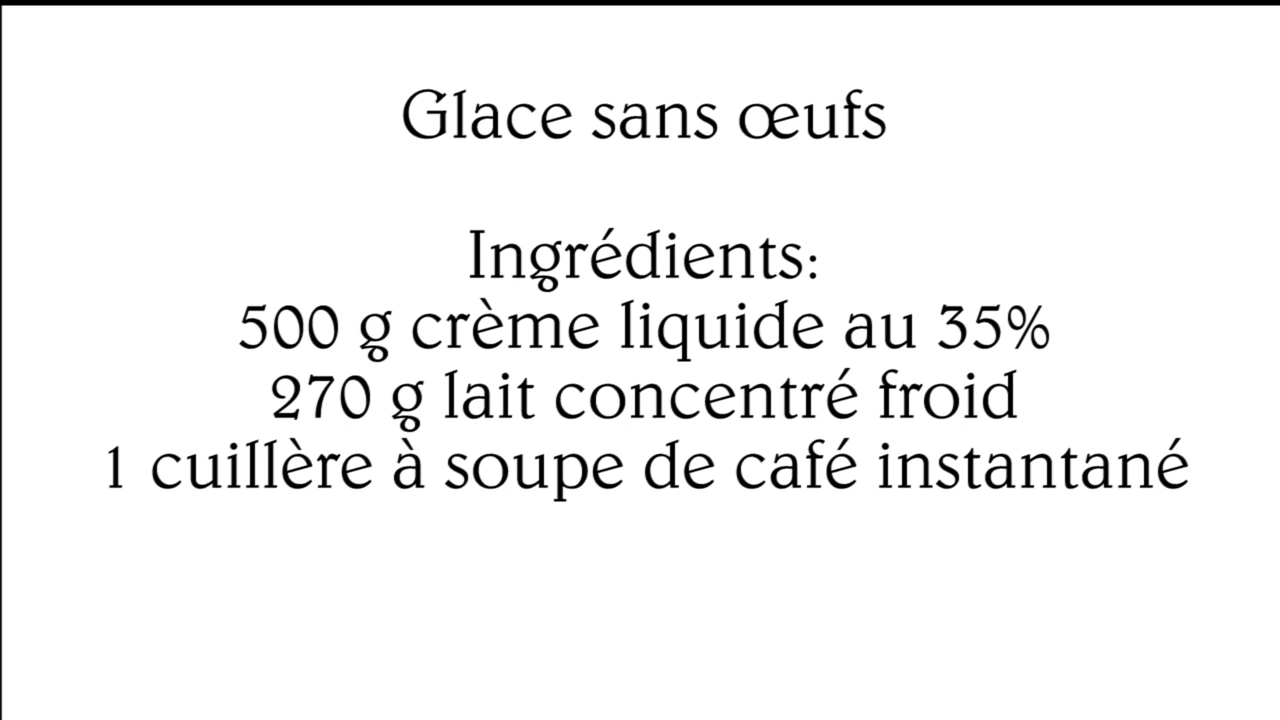 Glace sans œufs
Ingrédients:
500 g crème liquide au 35%
270 g lait concentré froid
1 cuillère à soupe de café instantané